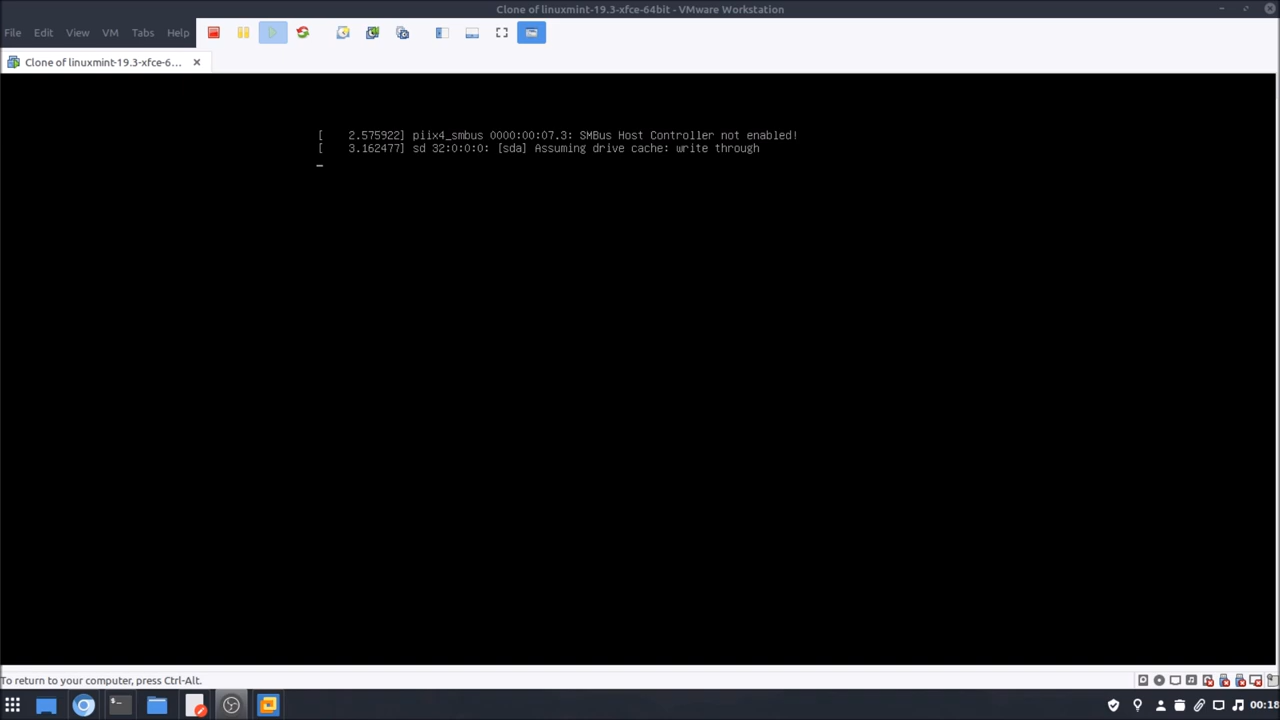 Clone of linuxmint-19.3-xfce-64bit - VMware Workstation
File Edit View VM Tabs Help
Clone of linuxmint-19.3-xfce-6...
[    2.575922] piix4_smbus 0000:00:07.3: SMBus Host Controller not enabled!
[    3.162477] sd 32:0:0:0: [sda] Assuming drive cache: write through
_
To return to your computer, press Ctrl-Alt.
00:18